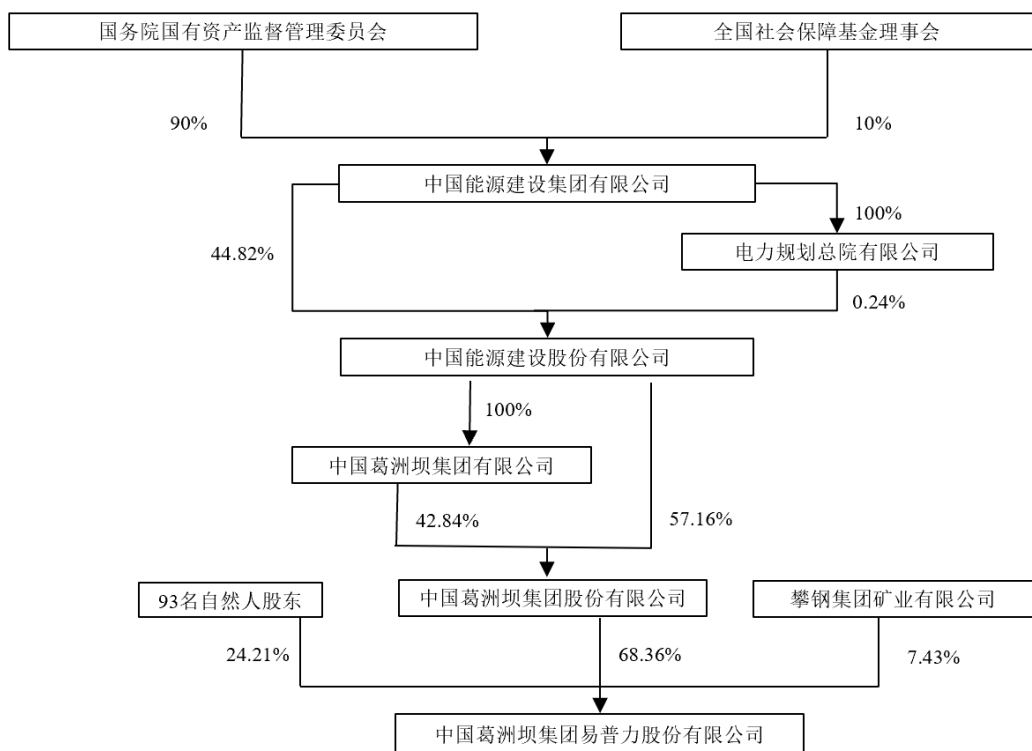 国务院国有资产监督管理委员会
全国社会保障基金理事会
90%
10%
中国能源建设集团有限公司
100%
44.82%
电力规划总院有限公司
0.24%
中国能源建设股份有限公司
100%
中国葛洲坝集团有限公司
42.84%
57.16%
93名自然人股东
中国葛洲坝集团股份有限公司
攀钢集团矿业有限公司
24.21%
68.36%
7.43%
中国葛洲坝集团易普力股份有限公司